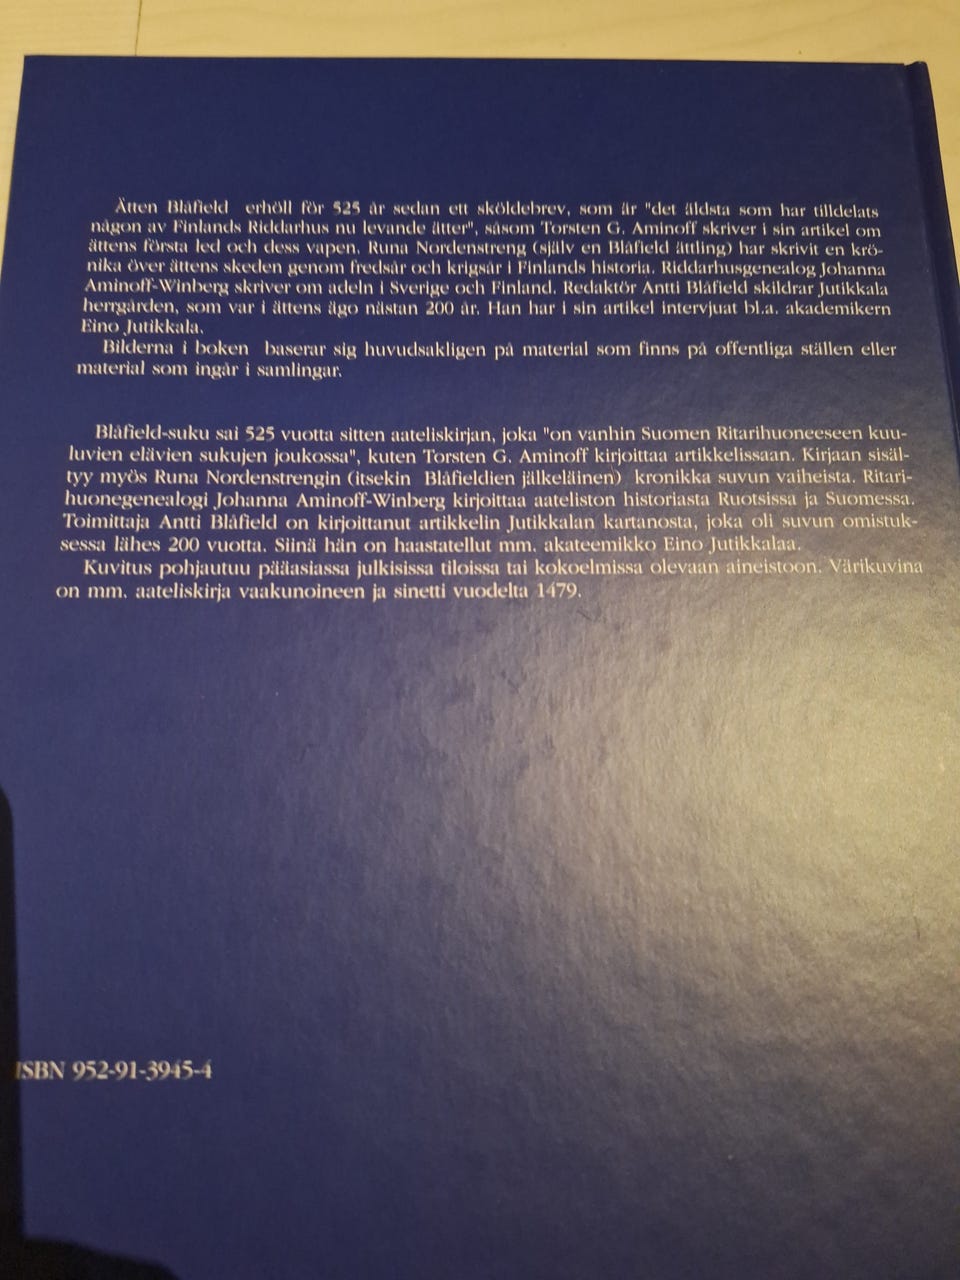 Ätten Blåfield erhöll för 525 år sedan ett sköldebrev, som är "det äldsta som har tilldelats
någon av Finlands Riddarhus nu levande ätter", såsom Torsten G. Aminoff skriver i sin artikel om
ättens första led och dess vapen. Runa Nordenstreng (själv en Blåfield ättling) har skrivit en krö-
nika över ättens skeden genom fredsår och krigsår i Finlands historia. Riddarhusgenealog Johanna
Aminoff-Winberg skriver om adeln i Sverige och Finland. Redaktör Antti Blåfield skildrar Jutikkala
herrgården, som var i ättens ägo nästan 200 år. Han har i sin artikel intervjuat bl.a. akademikern
Eino Jutikkala.
Bilderna i boken baserar sig huvudsakligen på material som finns på offentliga ställen eller
material som ingår i samlingar.
Blåfield-suku sai 525 vuotta sitten aateliskirjan, joka "on vanhin Suomen Ritarihuoneeseen kuu-
luvien elävien sukujen joukossa", kuten Torsten G. Aminoff kirjoittaa artikkelissaan. Kirjaan sisäl-
tyy myös Runa Nordenstrengin (itsekin Blåfieldien jälkeläinen) kronikka suvun vaiheista. Ritari-
huonegenealogi Johanna Aminoff-Winberg kirjoittaa aateliston historiasta Ruotsissa ja Suomessa.
Toimittaja Antti Blåfield on kirjoittanut artikkelin Jutikkalan kartanosta, joka oli suvun omistuk-
sessa lähes 200 vuotta. Siinä hän on haastatellut mm. akateemikko Eino Jutikkalaa.
Kuvitus pohjautuu pääasiassa julkisissa tiloissa tai kokoelmissa olevaan aineistoon. Värikuvina
on mm. aateliskirja vaakunoineen ja sinetti vuodelta 1479.
ISBN 952-91-3945-4